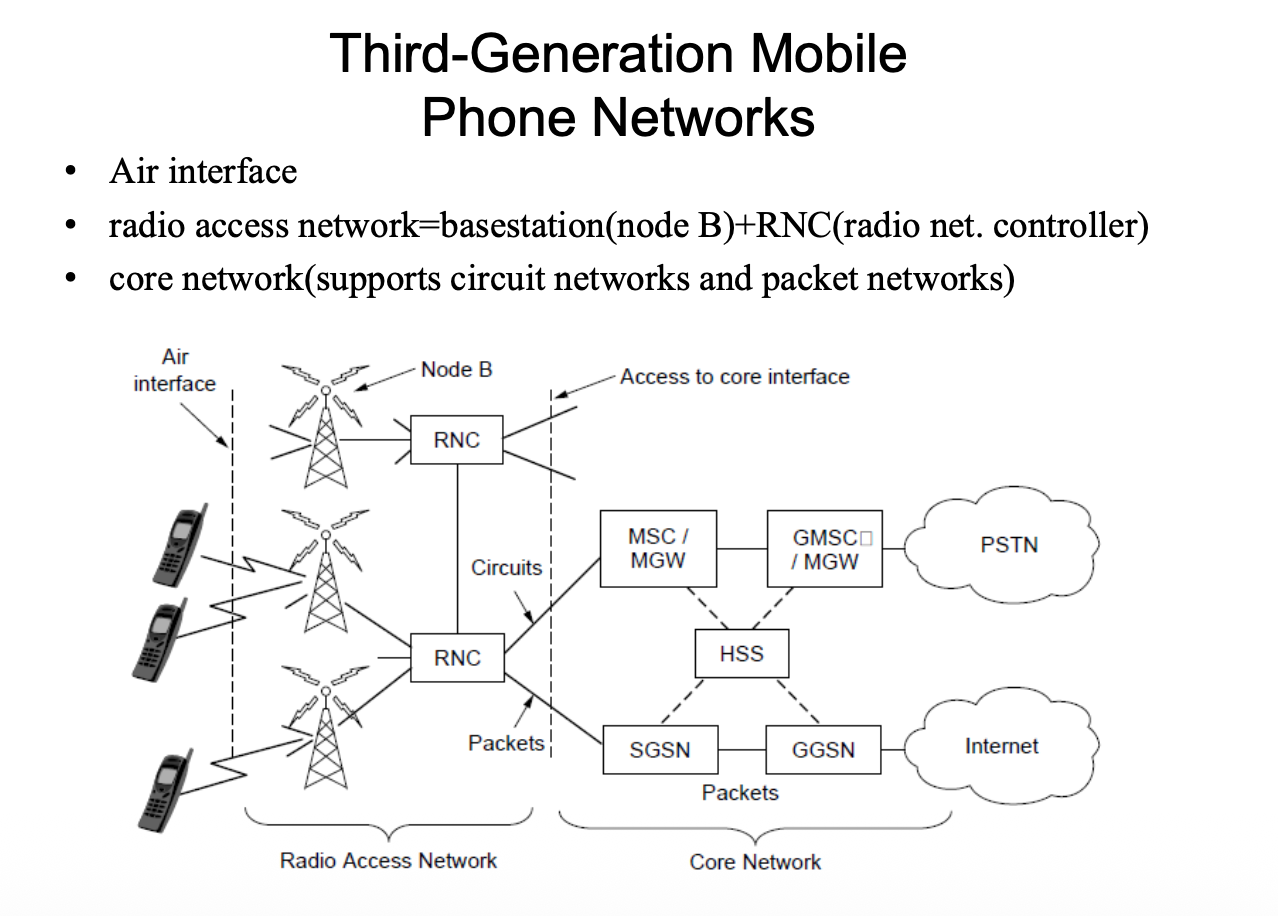 Third-Generation Mobile
Phone Networks
• Air interface
• radio access network=basestation(node B)+RNC(radio net. controller)
• core network(supports circuit networks and packet networks)
Air
interface
Node B
Access to core interface
RNC
MSC /
MGW
GMSC□
/ MGW
PSTN
Circuits
RNC
HSS
Packets
SGSN
GGSN
Internet
Packets
Radio Access Network
Core Network